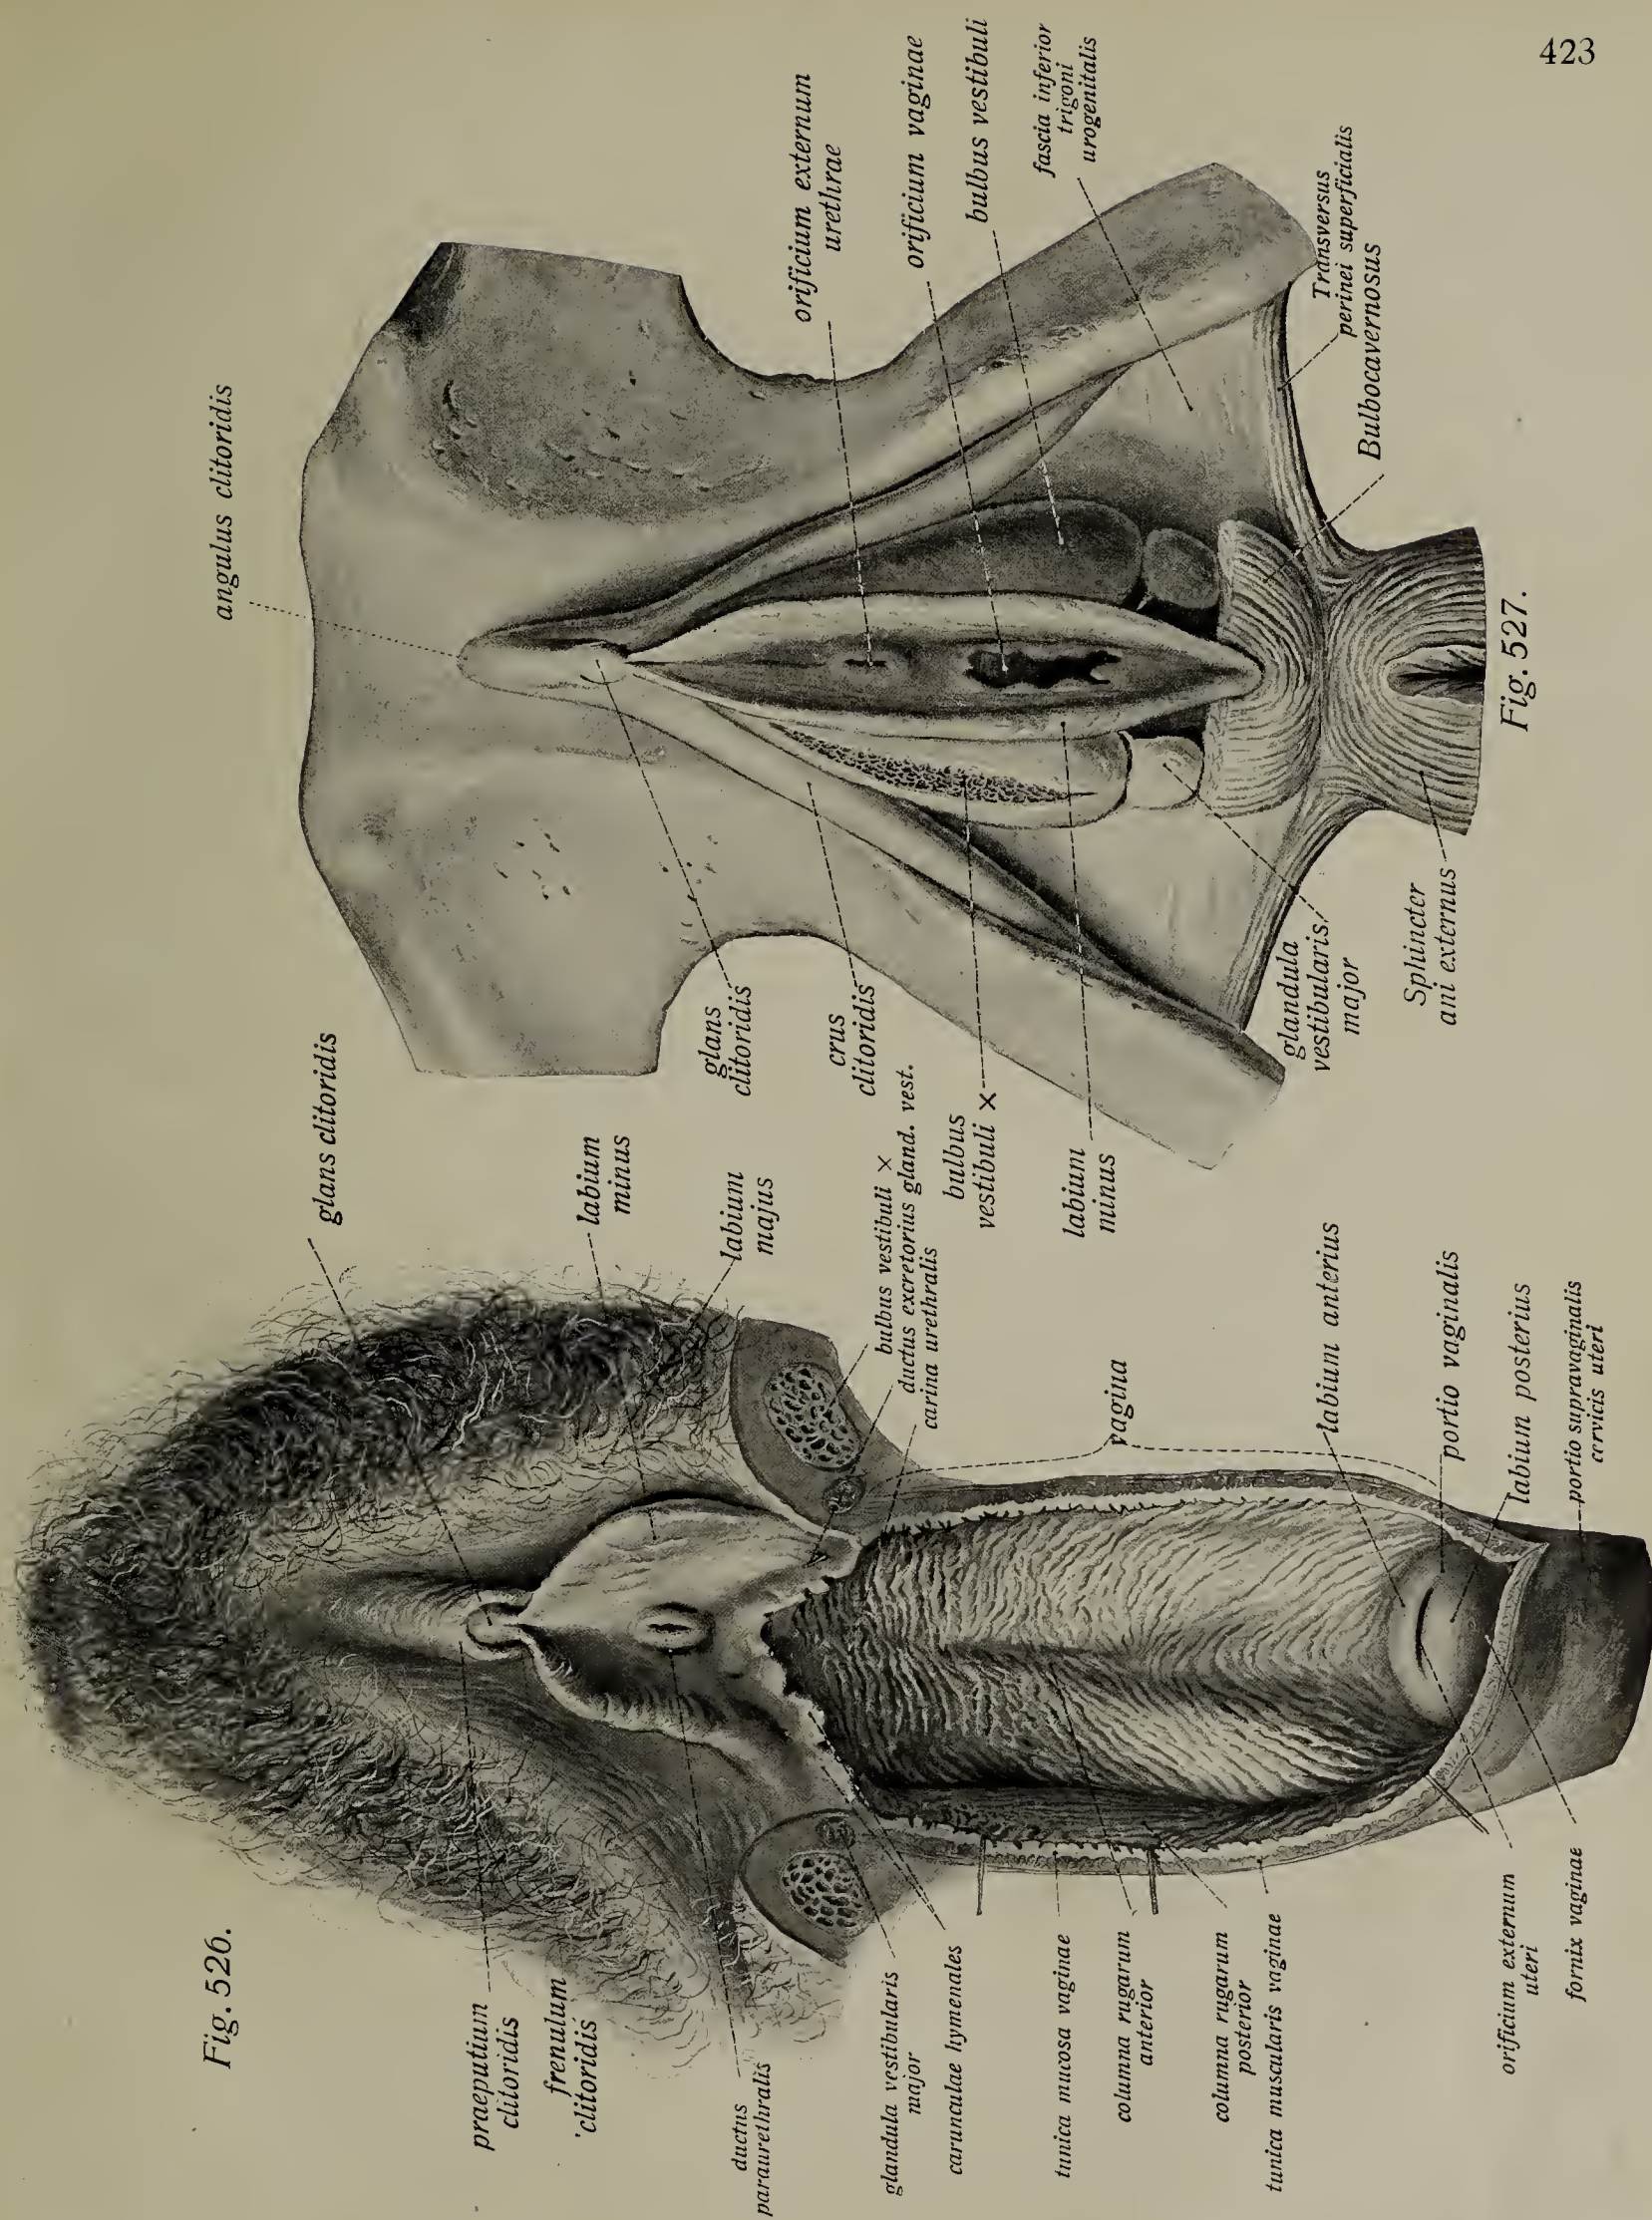 423
Fig. 526.
glans clitoridis
labium
minus
labium
majus
bulbus vestibuli ×
ductus excretorius gland. vest.
carina urethralis
vagina
labium anterius
portio vaginalis
labium posterius
portio supravaginalis
cervicis uteri
praeputium
clitoridis
frenulum
clitoridis
ductus
paraurethralis
glandula vestibularis
major
carunculae hymenales
tunica mucosa vaginae
columna rugarum
anterior
columna rugarum
posterior
tunica muscularis vaginae
orificium externum
uteri
fornix vaginae
angulus clitoridis
orificium externum
urethrae
orificium vaginae
bulbus vestibuli
fascia inferior
trigoni
urogenitalis
Transversus
perinei superficialis
Bulbocavernosus
glans
clitoridis
crus
clitoridis
bulbus
vestibuli ×
labium
minus
glandula
vestibularis
major
Sphincter
ani externus
Fig. 527.